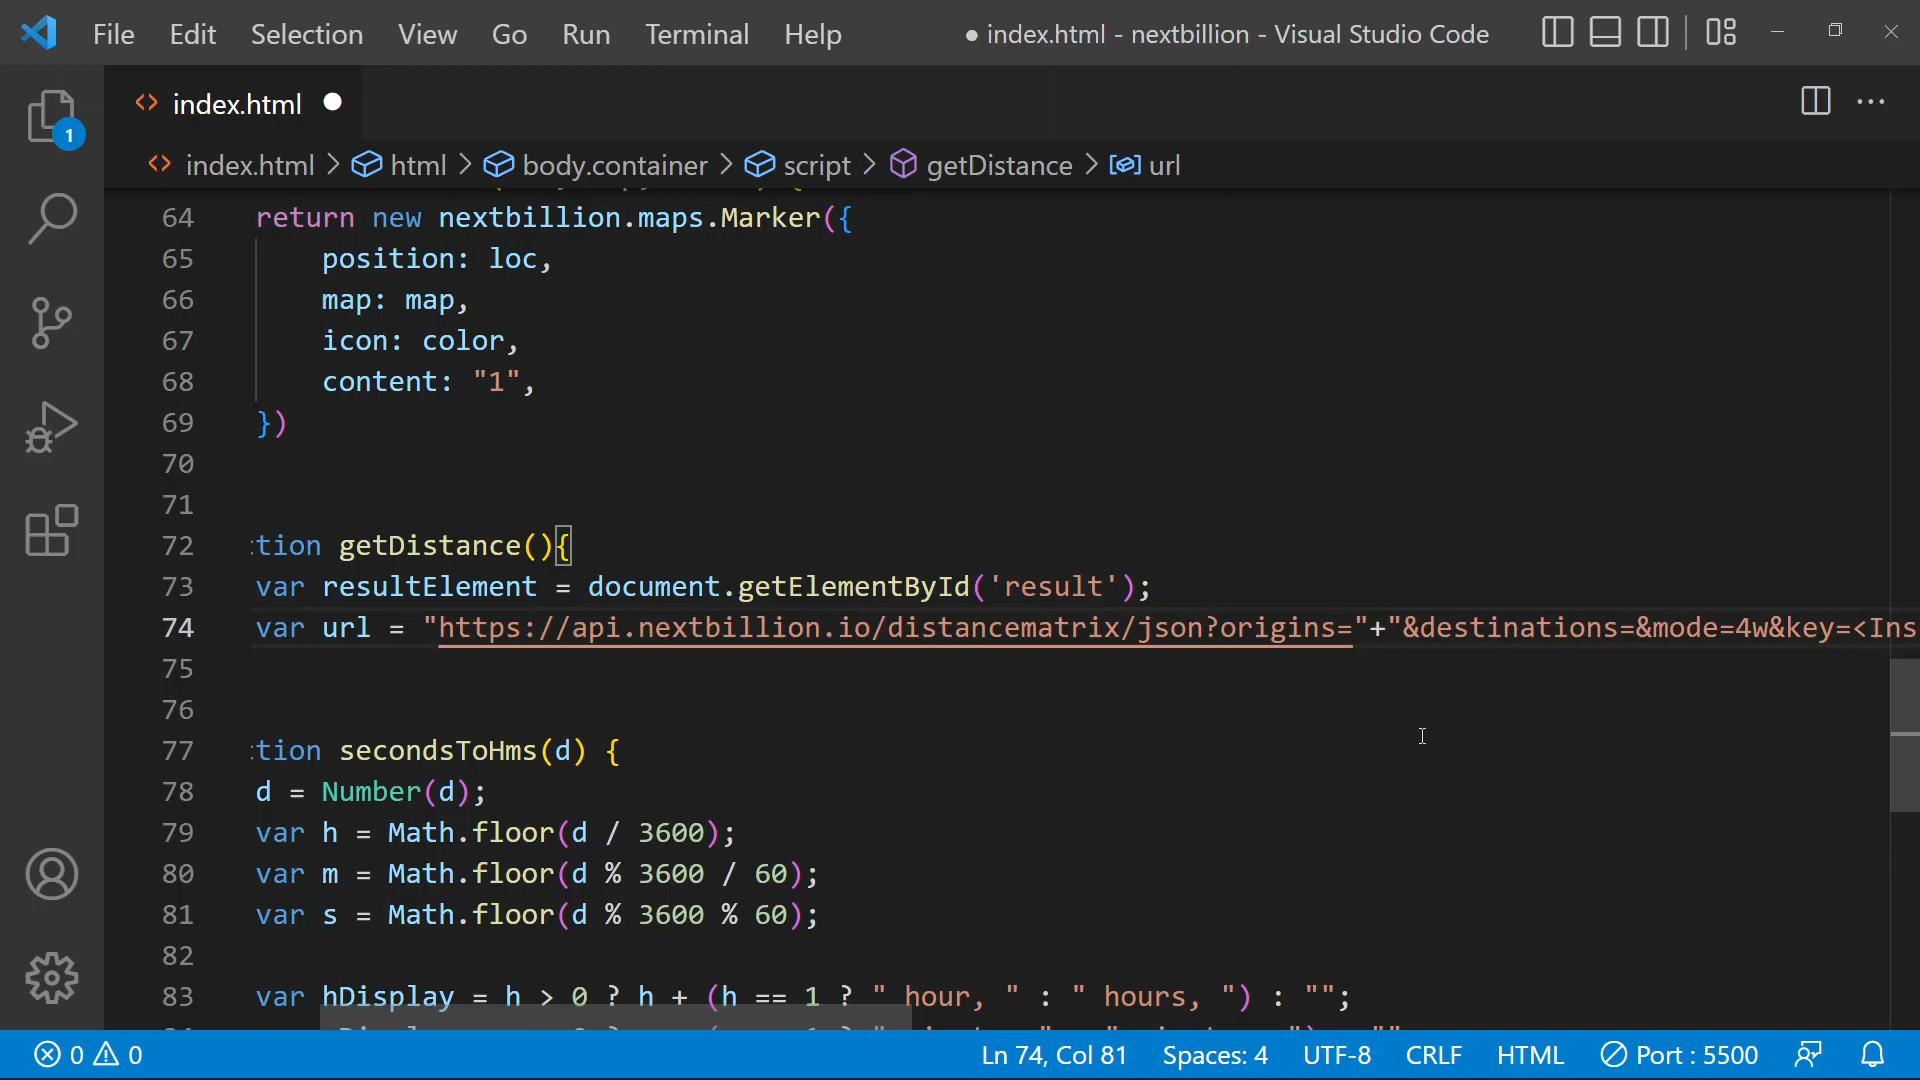 File Edit Selection View Go Run Terminal Help ● index.html - nextbillion - Visual Studio Code
index.html
1
index.html > html > body.container > script > getDistance > url
64 return new nextbillion.maps.Marker({
65 position: loc,
66 map: map,
67 icon: color,
68 content: "1",
69 })
70
71
72 tion getDistance(){
73 var resultElement = document.getElementById('result');
74 var url = "https://api.nextbillion.io/distancematrix/json?origins="+"&destinations=&mode=4w&key=<Ins
75
76
77 tion secondsToHms(d) {
78 d = Number(d);
79 var h = Math.floor(d / 3600);
80 var m = Math.floor(d % 3600 / 60);
81 var s = Math.floor(d % 3600 % 60);
82
83 var hDisplay = h > 0 ? h + (h == 1 ? " hour, " : " hours, ") : "";
0 0 Ln 74, Col 81 Spaces: 4 UTF-8 CRLF HTML Port : 5500